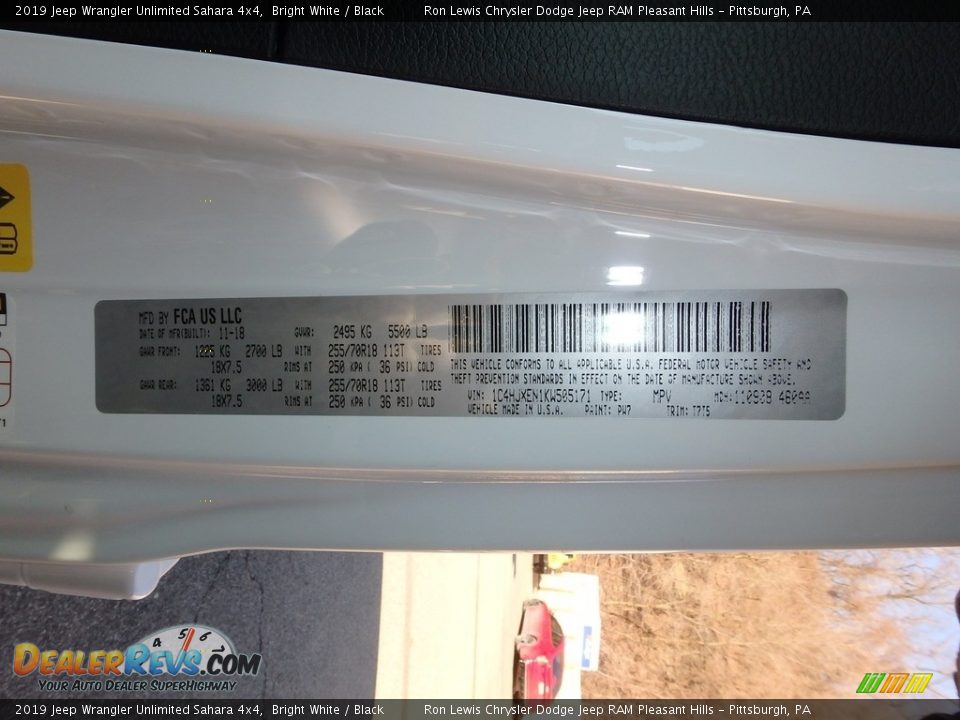 2019 Jeep Wrangler Unlimited Sahara 4x4, Bright White / Black Ron Lewis Chrysler Dodge Jeep RAM Pleasant Hills - Pittsburgh, PA
MFD BY FCA US LLC
DATE OF MFR(BUILT): 11-18 GVWR: 2495 KG 5500 LB
GAWR FRONT: 1225 KG 2700 LB WITH 255/70R18 113T TIRES
18X7.5 RIMS AT 250 KPA ( 36 PSI) COLD
GAWR REAR: 1361 KG 3000 LB WITH 255/70R18 113T TIRES
18X7.5 RIMS AT 250 KPA ( 36 PSI) COLD
THIS VEHICLE CONFORMS TO ALL APPLICABLE U.S.A. FEDERAL MOTOR VEHICLE SAFETY AND
THEFT PREVENTION STANDARDS IN EFFECT ON THE DATE OF MANUFACTURE SHOWN ABOVE.
VIN: 1C4HJXEN1KW505171 TYPE: MPV MDH: 110908
VEHICLE MADE IN U.S.A. PAINT: PW7 TRIM: T7T5
4 5 6
DEALERREVS.COM
YOUR AUTO DEALER SUPERHIGHWAY
2019 Jeep Wrangler Unlimited Sahara 4x4, Bright White / Black Ron Lewis Chrysler Dodge Jeep RAM Pleasant Hills - Pittsburgh, PA